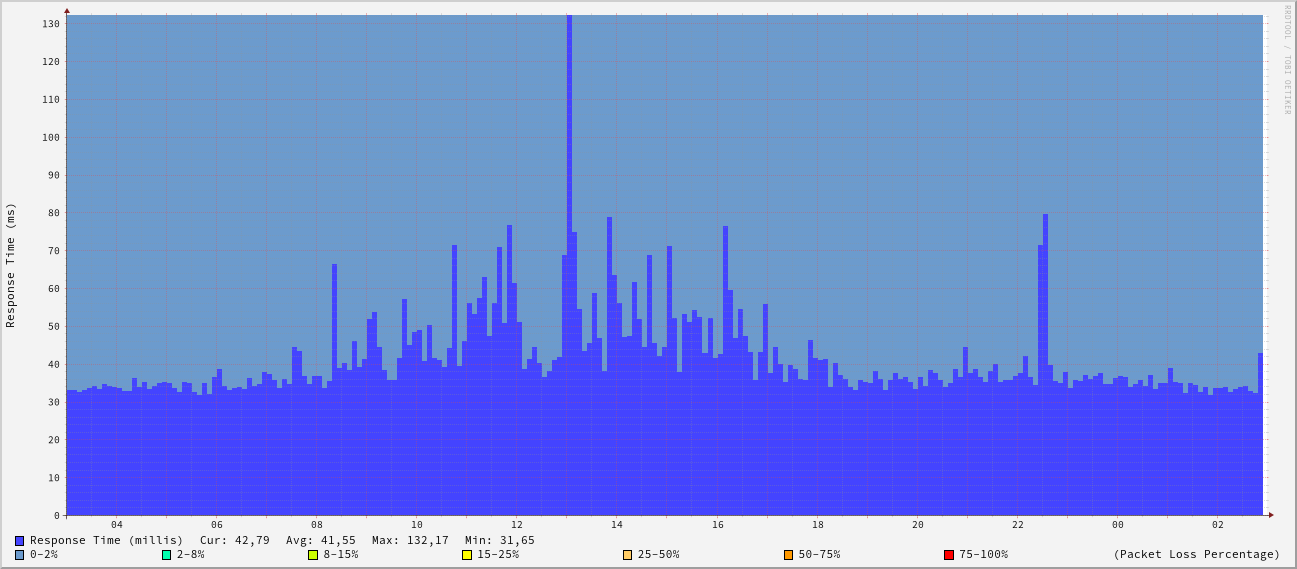 RRDTOOL / TOBI OETIKER
Response Time (ms)
130
120
110
100
90
80
70
60
50
40
30
20
10
0
04 06 08 10 12 14 16 18 20 22 00 02
Response Time (millis) Cur: 42,79 Avg: 41,55 Max: 132,17 Min: 31,65
0-2% 2-8% 8-15% 15-25% 25-50% 50-75% 75-100% (Packet Loss Percentage)